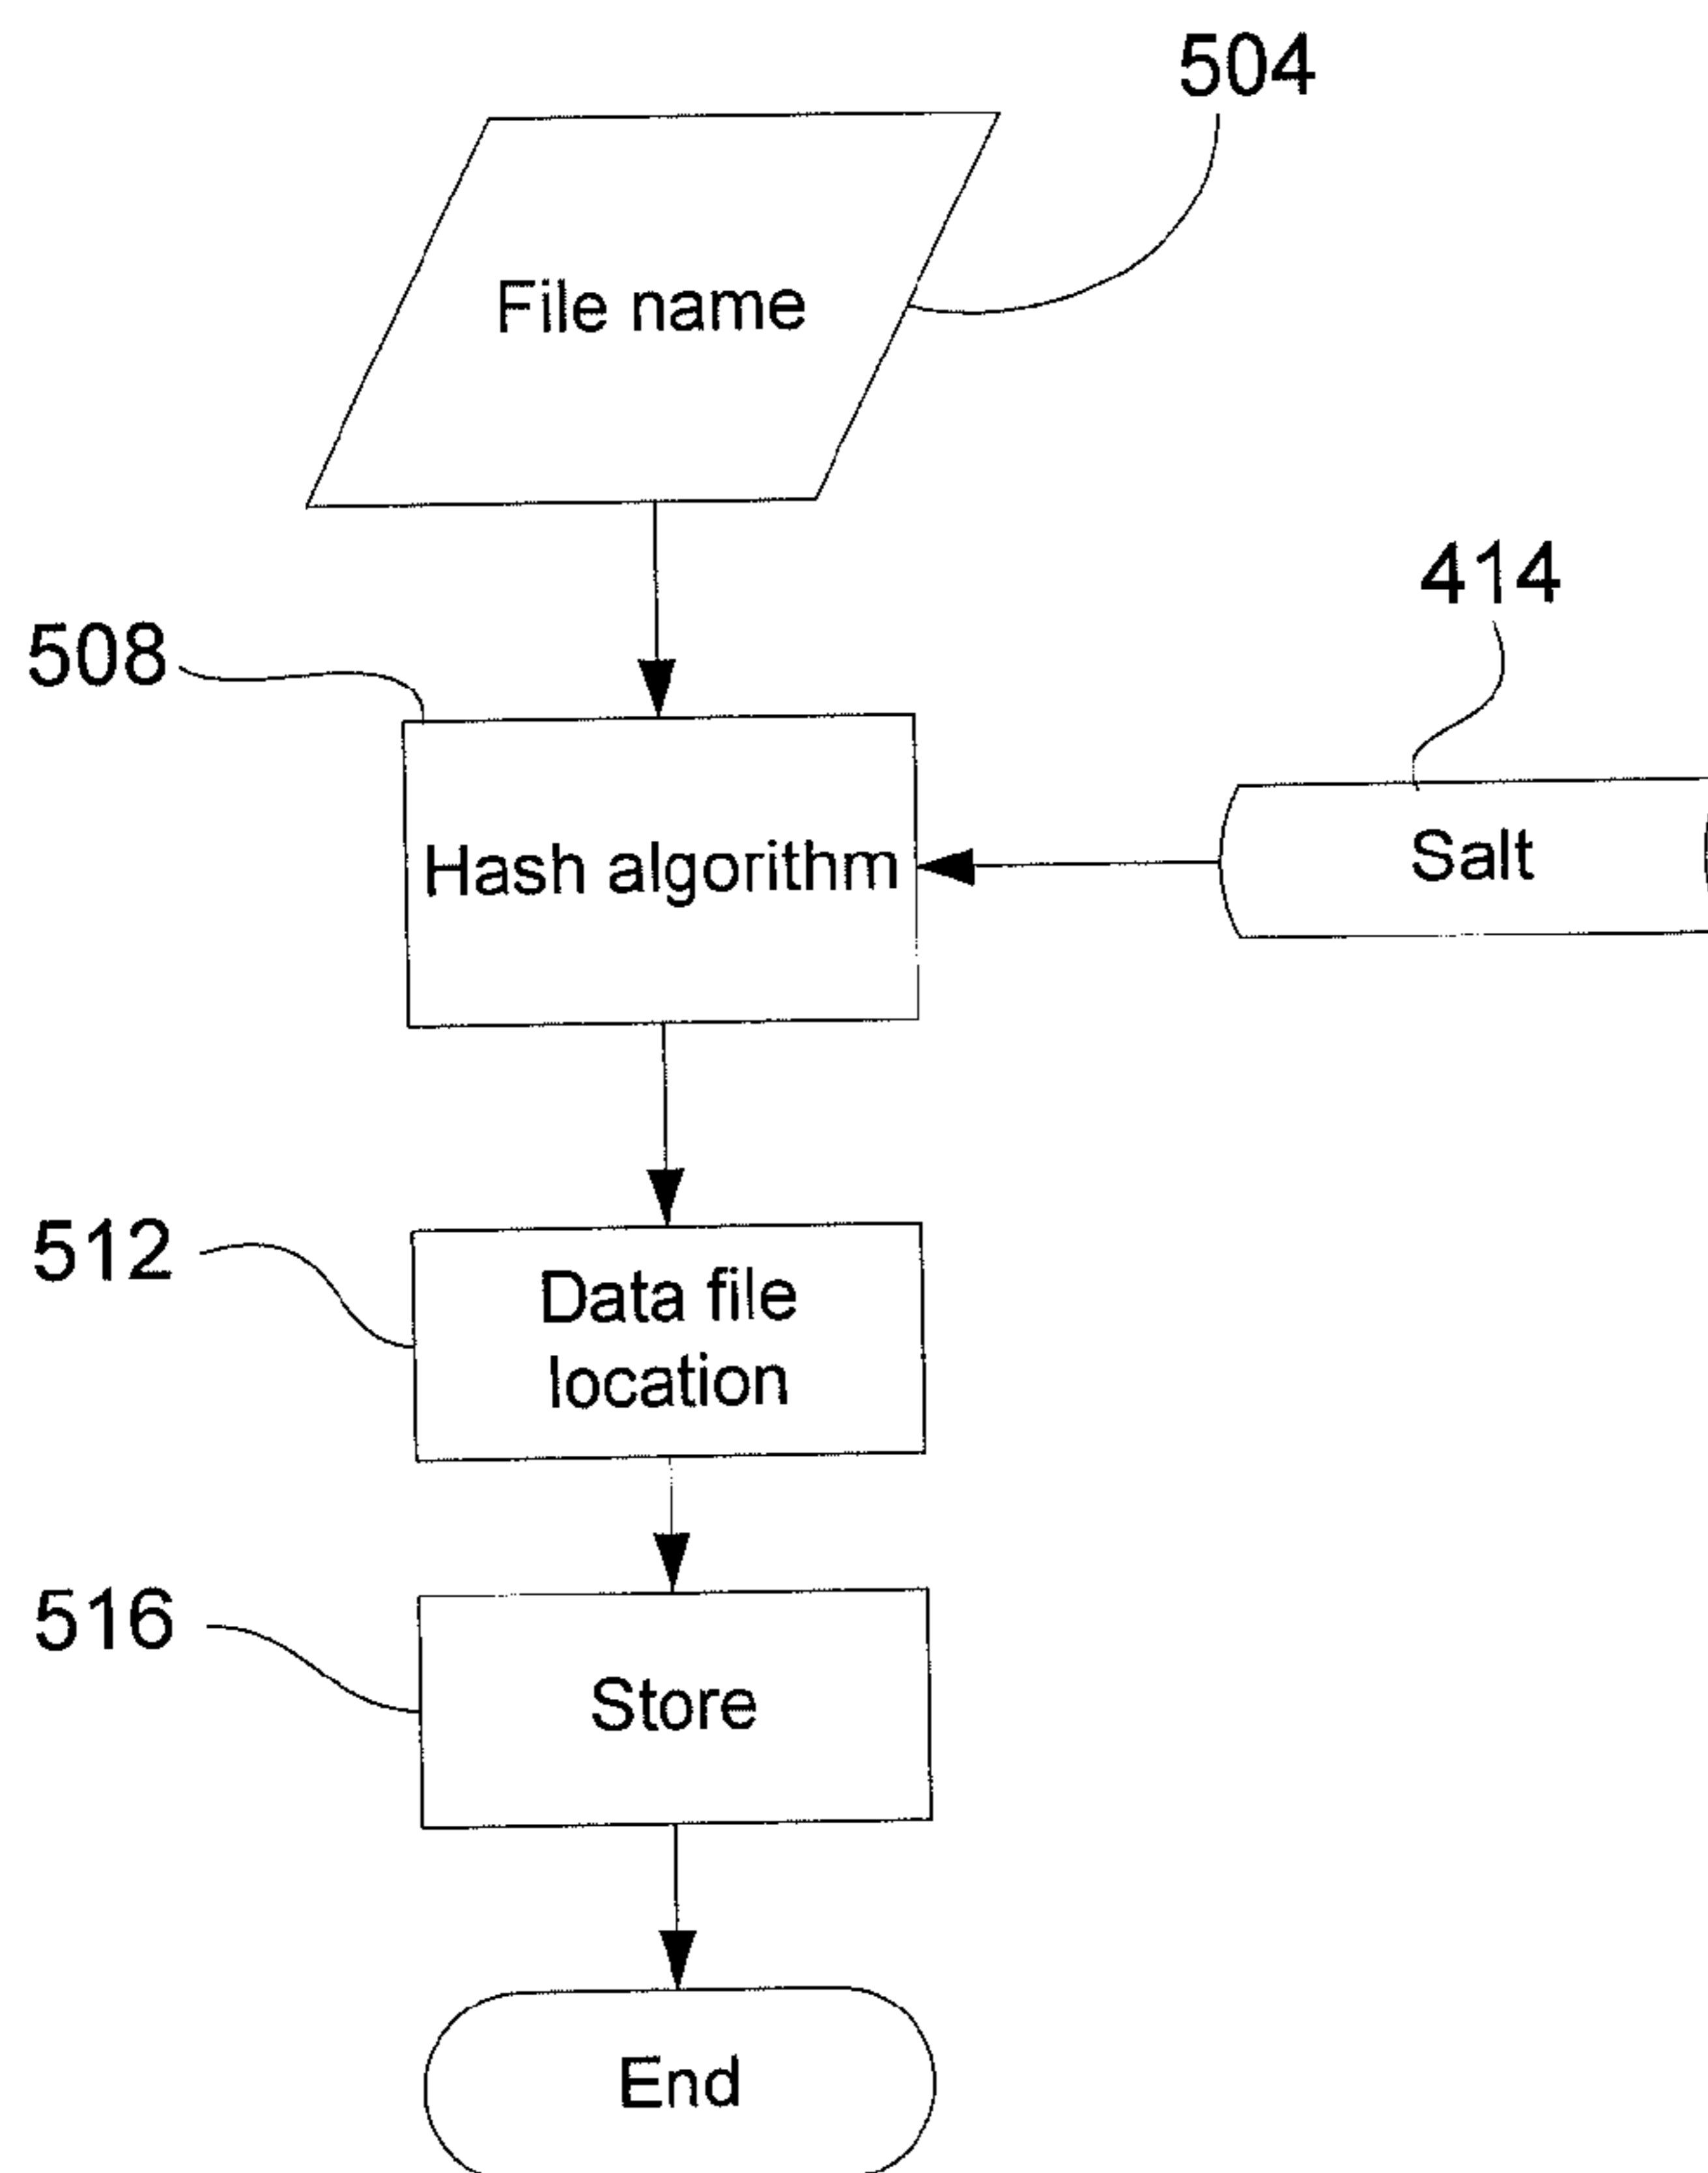 504
File name
414
508
Hash algorithm
Salt
512
Data file
location
516
Store
End